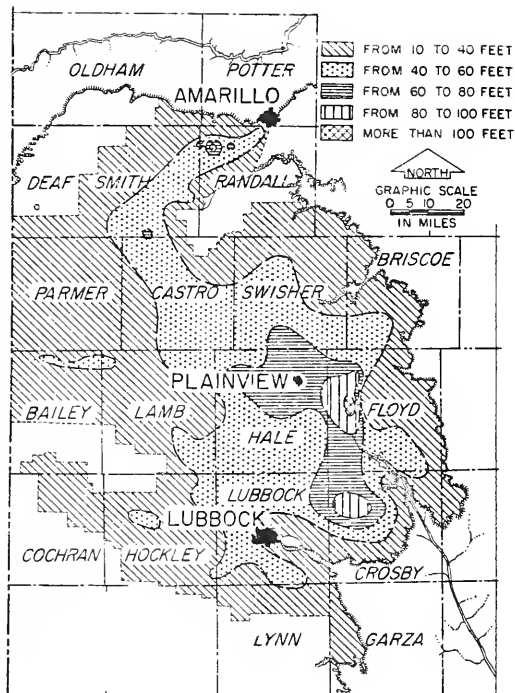 OLDHAM POTTER
AMARILLO
FROM 10 TO 40 FEET
FROM 40 TO 60 FEET
FROM 60 TO 80 FEET
FROM 80 TO 100 FEET
MORE THAN 100 FEET
NORTH
GRAPHIC SCALE
0 5 10 20
IN MILES
DEAF SMITH RANDALL
BRISCOE
PARMER CASTRO SWISHER
PLAINVIEW
BAILEY LAMB FLOYD
HALE
LUBBOCK
LUBBOCK
COCHRAN HOCKLEY
CROSBY
LYNN GARZA